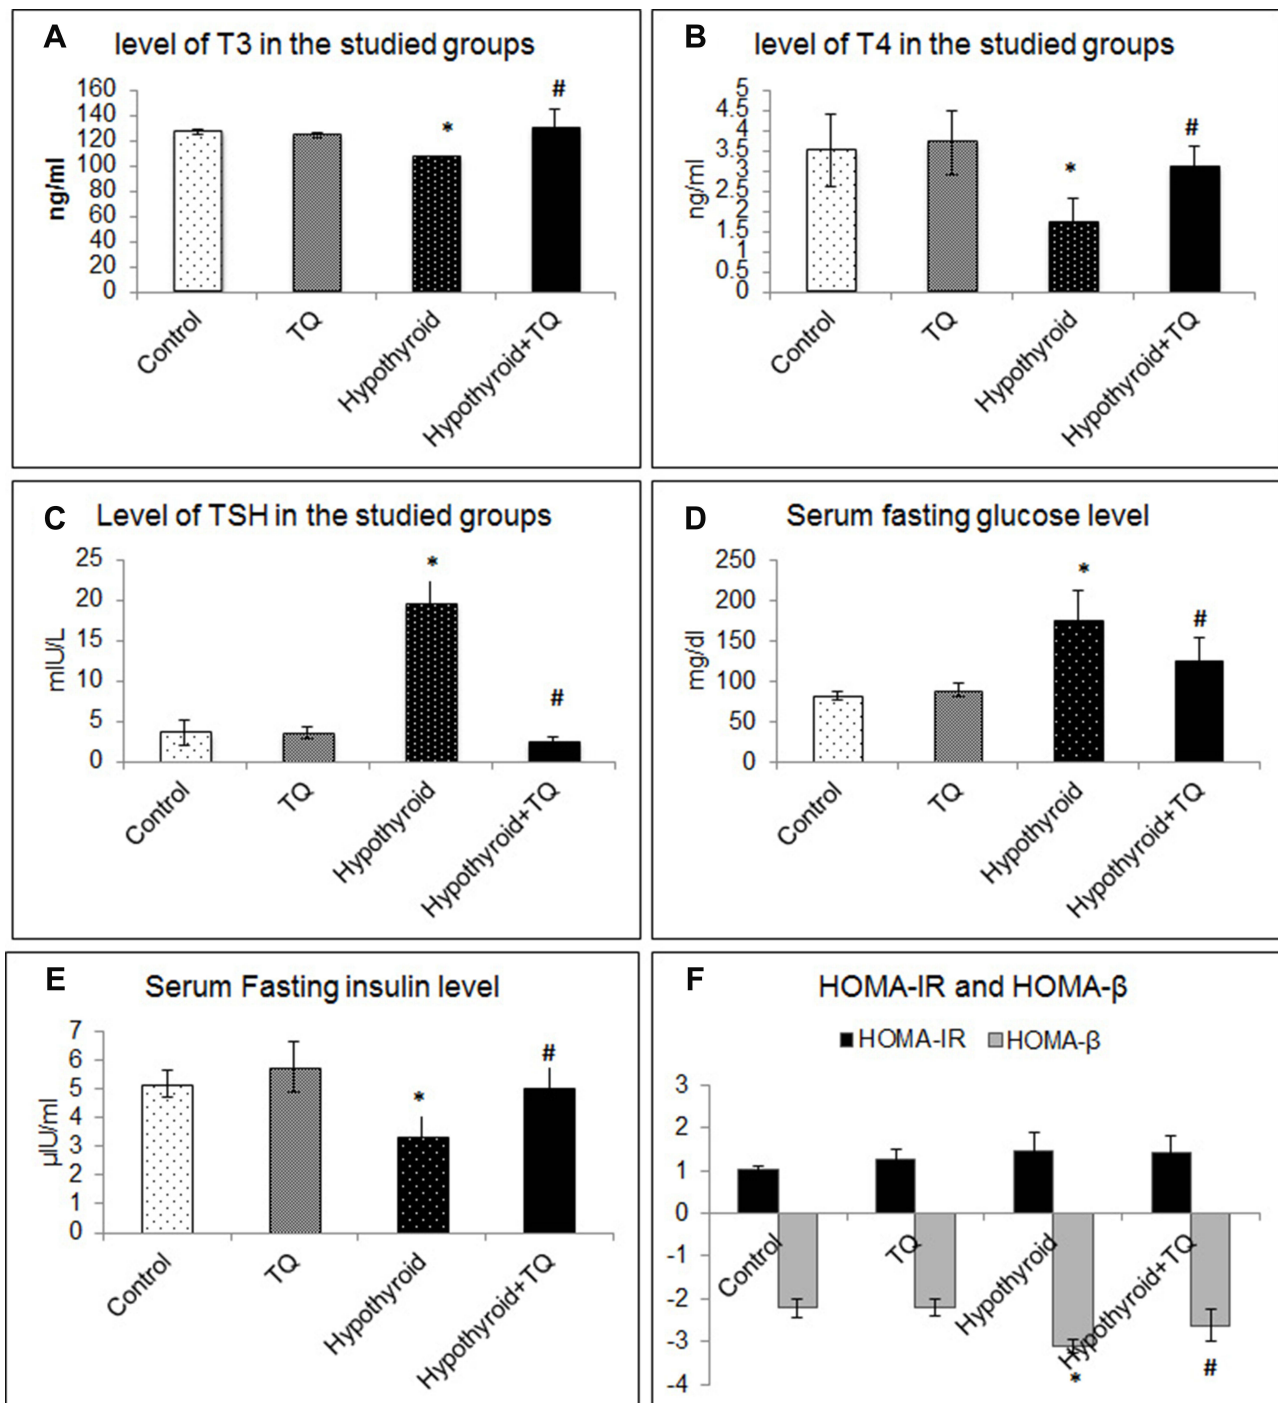 A level of T3 in the studied groups
160
140
120
100
80
60
40
20
0
ng/ml
*
#
Control
TQ
Hypothyroid
Hypothyroid+TQ
B level of T4 in the studied groups
5
4.5
4
3.5
3
2.5
2
1.5
1
0.5
0
ng/ml
*
#
Control
TQ
Hypothyroid
Hypothyroid+TQ
C Level of TSH in the studied groups
25
20
15
10
5
0
mIU/L
*
#
Control
TQ
Hypothyroid
Hypothyroid+TQ
D Serum fasting glucose level
250
200
150
100
50
0
mg/dl
*
#
Control
TQ
Hypothyroid
Hypothyroid+TQ
E Serum Fasting insulin level
7
6
5
4
3
2
1
0
µIU/ml
*
#
Control
TQ
Hypothyroid
Hypothyroid+TQ
F HOMA-IR and HOMA-β
HOMA-IR HOMA-β
3
2
1
0
-1
-2
-3
-4
Control
TQ
Hypothyroid
Hypothyroid+TQ
*
#